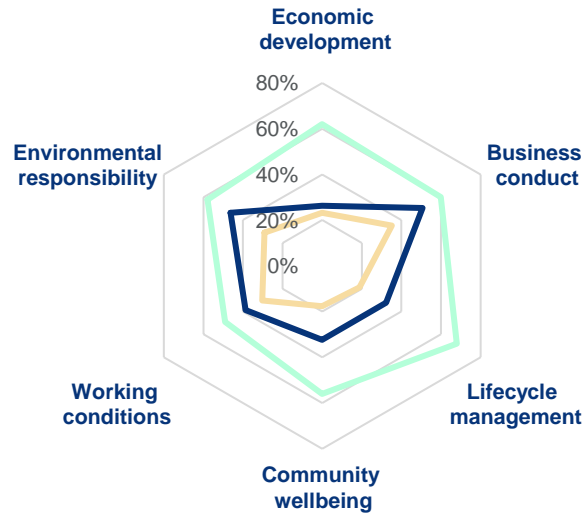 Economic
development
80%
60%
Environmental
responsibility
Business
conduct
40%
20%
0%
Working
conditions
Lifecycle
management
Community
wellbeing